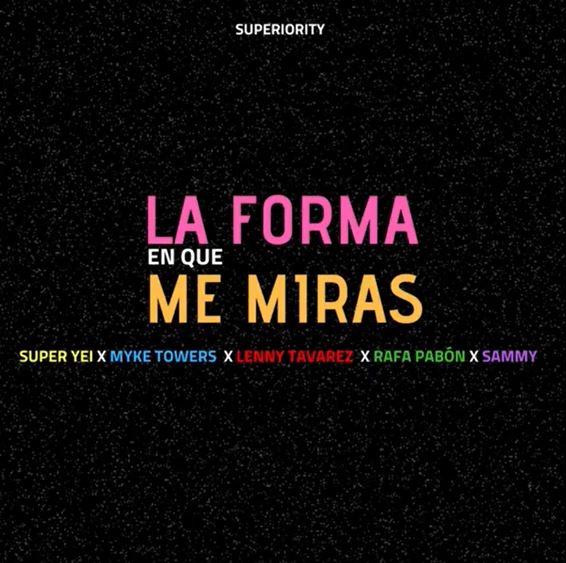 SUPERIORITY
LA FORMA
EN QUE
ME MIRAS
SUPER YEI X MYKE TOWERS X LENNY TAVAREZ X RAFA PABÓN X SAMMY